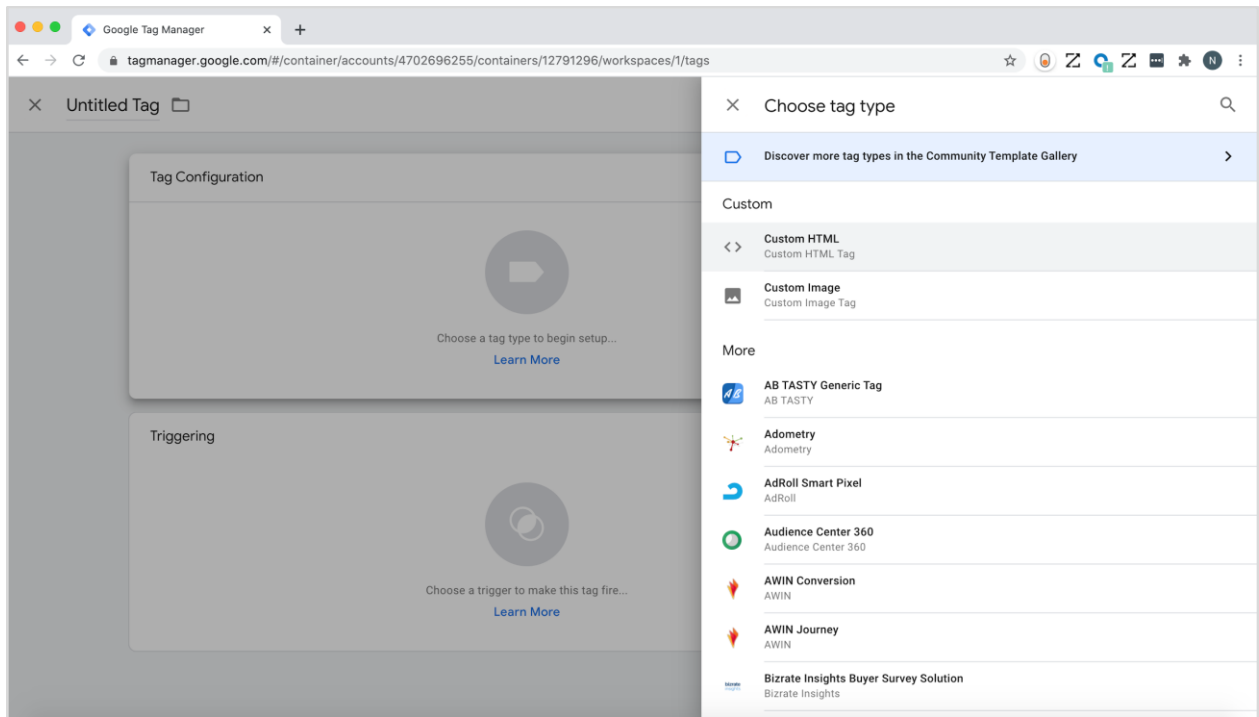 Google Tag Manager
tagmanager.google.com/#/container/accounts/4702696255/containers/12791296/workspaces/1/tags
N
Untitled Tag
Tag Configuration
Choose a tag type to begin setup...
Learn More
Triggering
Choose a trigger to make this tag fire...
Learn More
Choose tag type
Discover more tag types in the Community Template Gallery
Custom
Custom HTML
Custom HTML Tag
Custom Image
Custom Image Tag
More
AB TASTY Generic Tag
AB TASTY
Adometry
Adometry
AdRoll Smart Pixel
AdRoll
Audience Center 360
Audience Center 360
AWIN Conversion
AWIN
AWIN Journey
AWIN
bizrate
insights
Bizrate Insights Buyer Survey Solution
Bizrate Insights